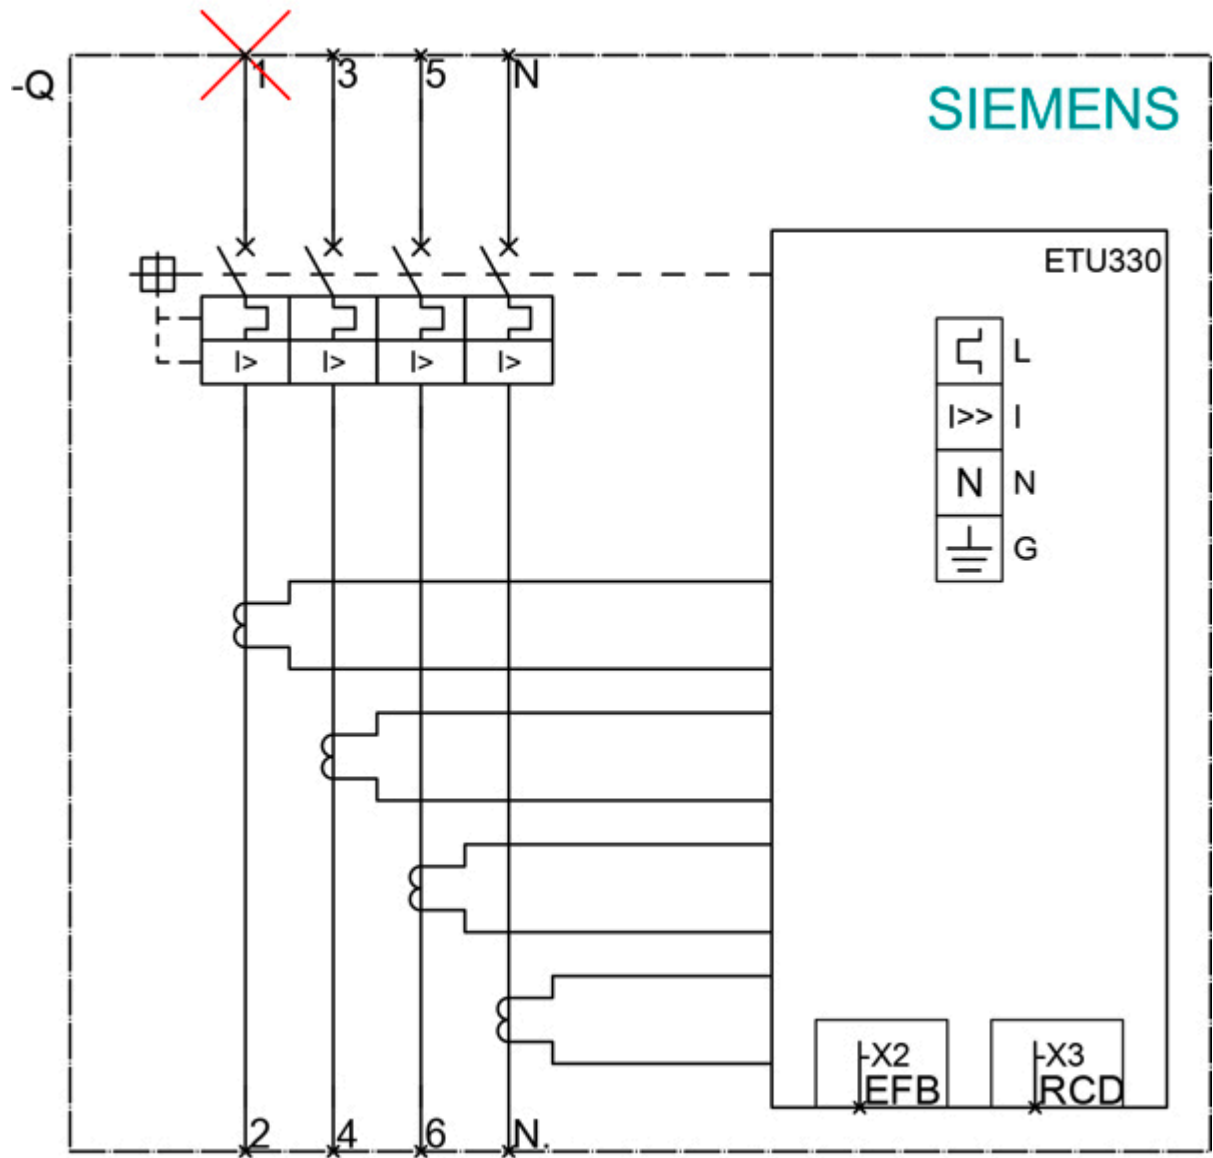 1 3 5 N
-Q
SIEMENS
ETU330
L
I> I> I> I>
I>> I
N N
G
-X2 -X3
EFB RCD
2 4 6 N.